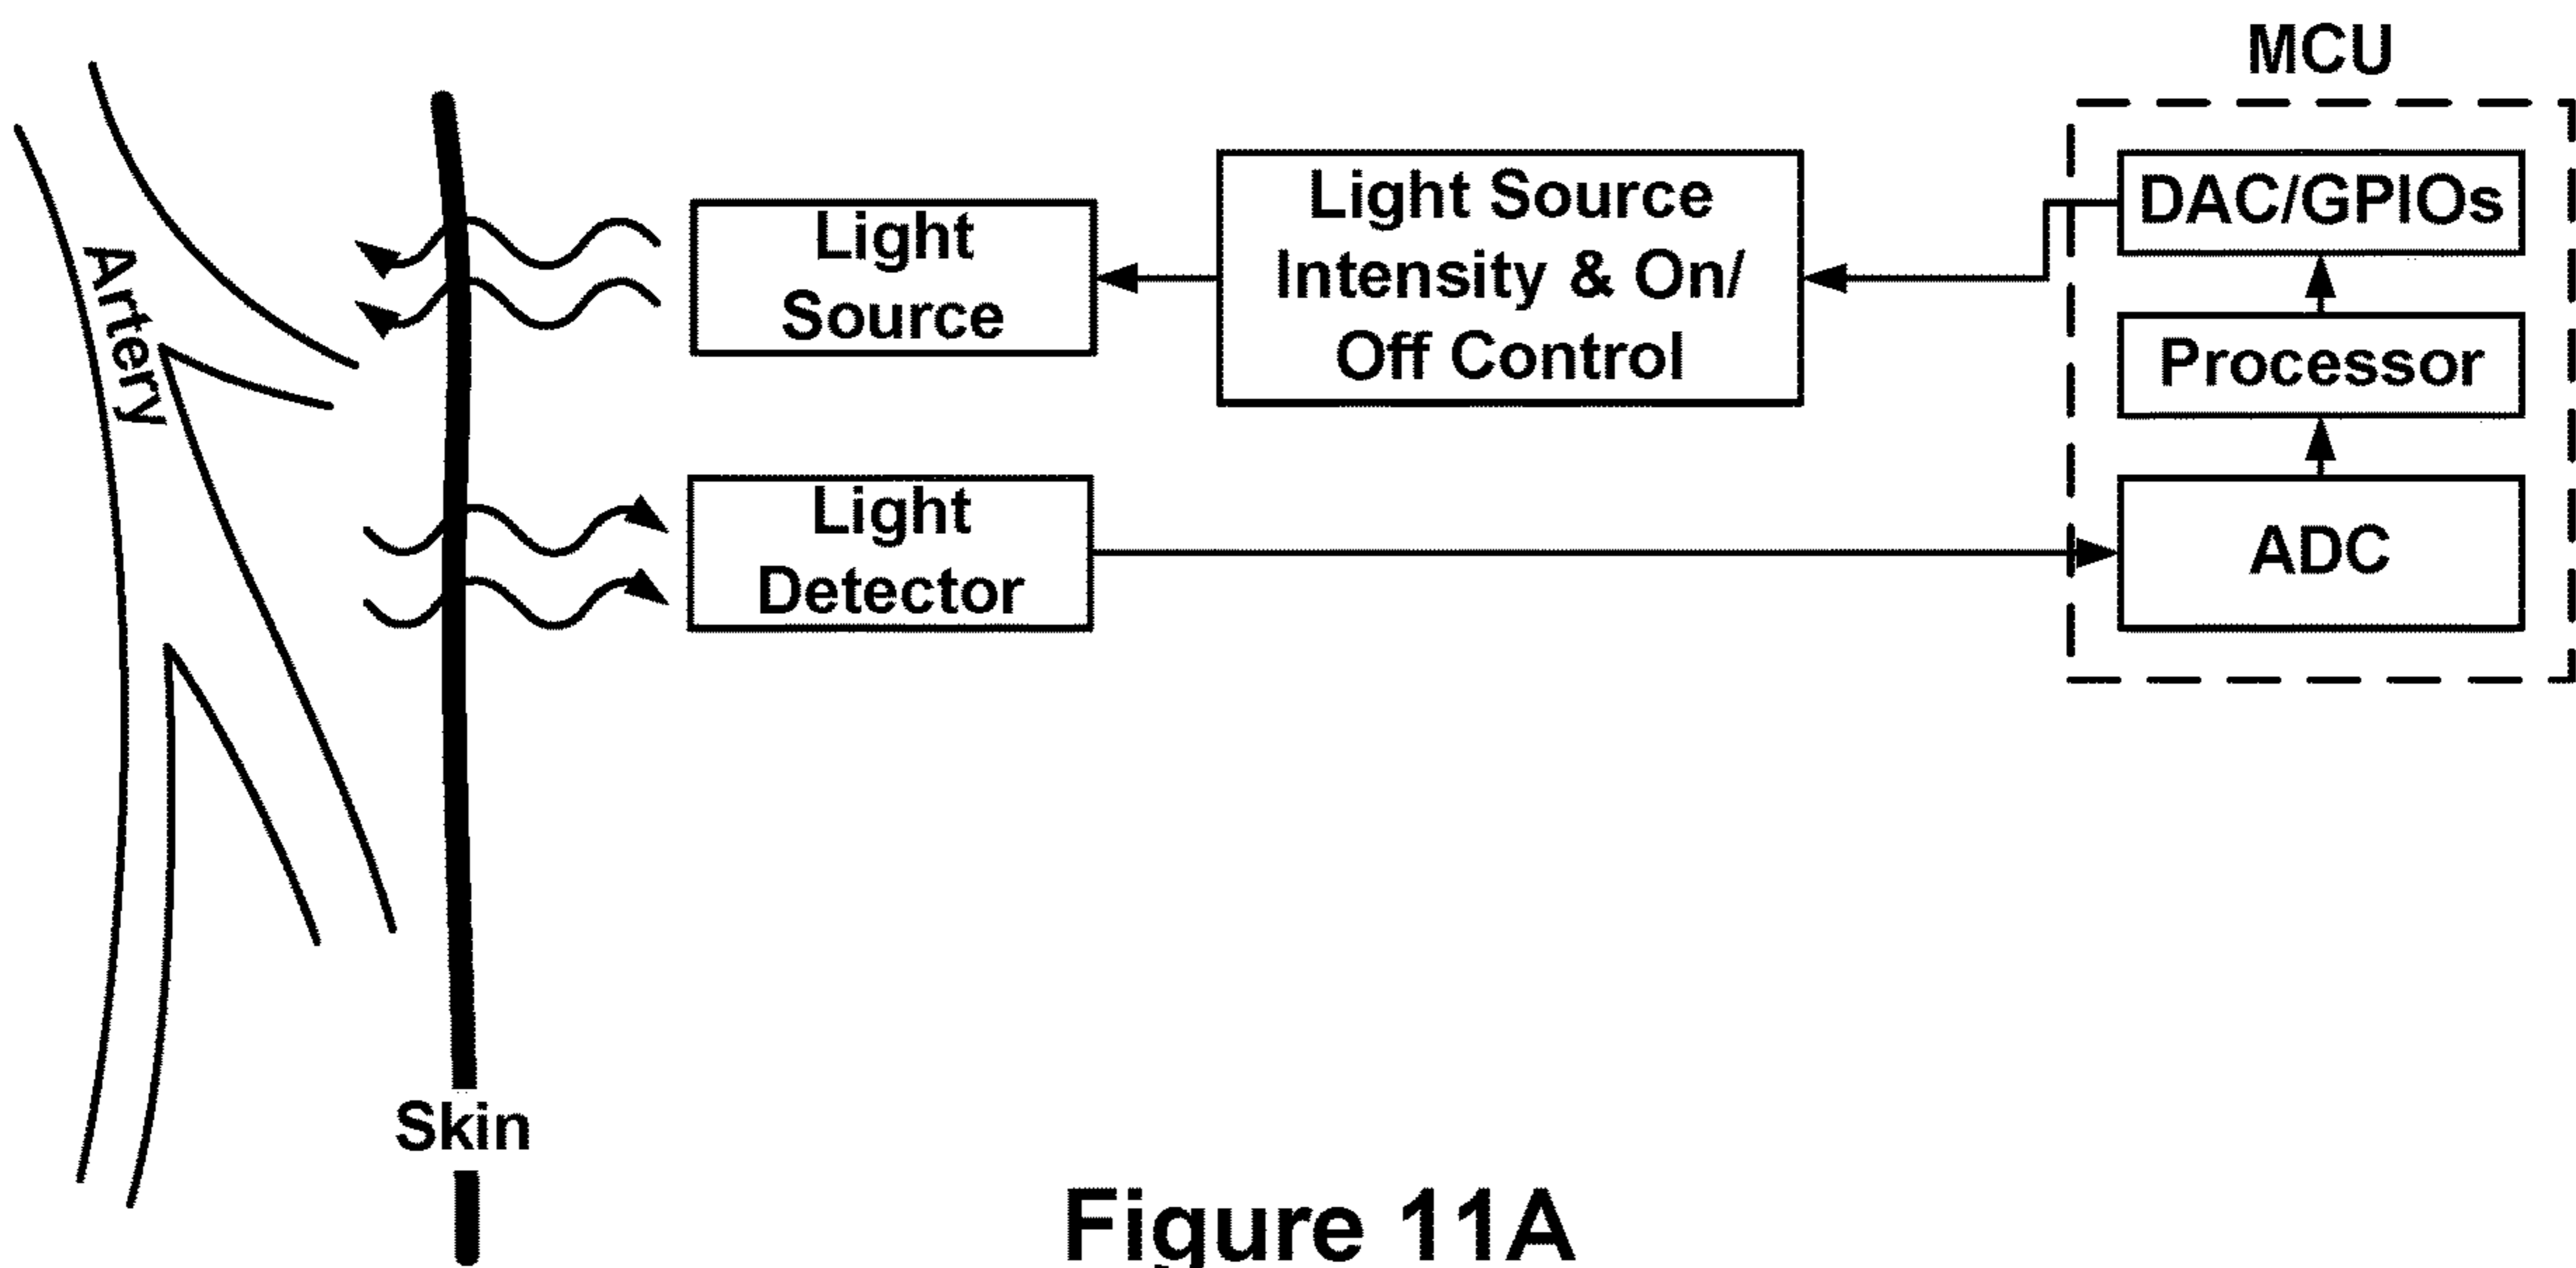 MCU
Artery
Light
Source
Light Source
Intensity & On/
Off Control
DAC/GPIOs
Processor
Light
Detector
ADC
Skin
Figure 11A